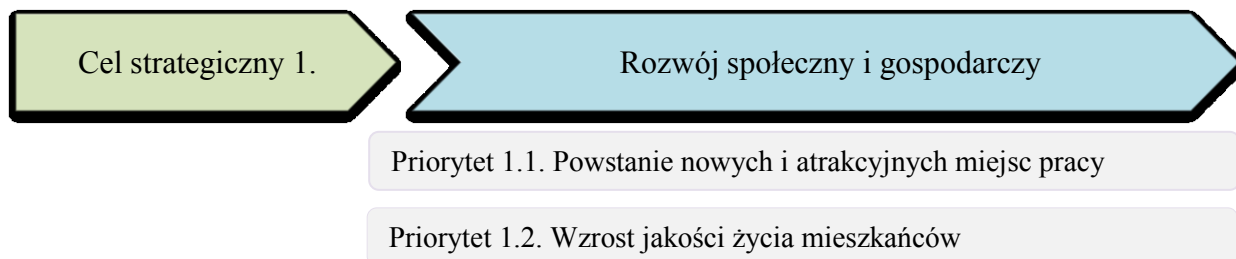 Cel strategiczny 1.
Rozwój społeczny i gospodarczy
Priorytet 1.1. Powstanie nowych i atrakcyjnych miejsc pracy
Priorytet 1.2. Wzrost jakości życia mieszkańców